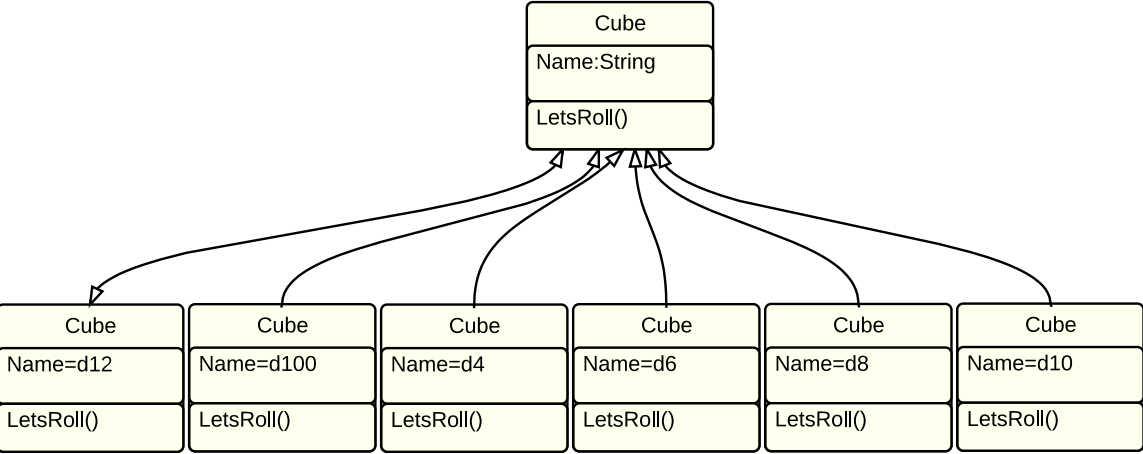 Cube
Name:String
LetsRoll()
Cube
Name=d12
LetsRoll()
Cube
Name=d100
LetsRoll()
Cube
Name=d4
LetsRoll()
Cube
Name=d6
LetsRoll()
Cube
Name=d8
LetsRoll()
Cube
Name=d10
LetsRoll()